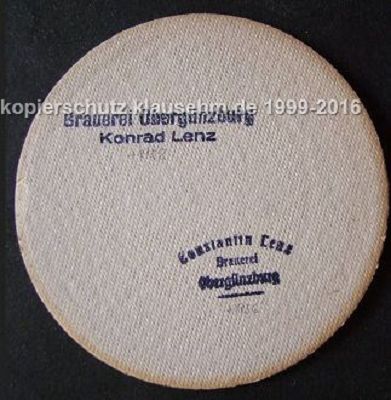 kopierschutz.klausehm.de 1999-2016
Brauerei Obergünzburg
Konrad Lenz
Constantin Lenz
Brauerei
Obergünzburg